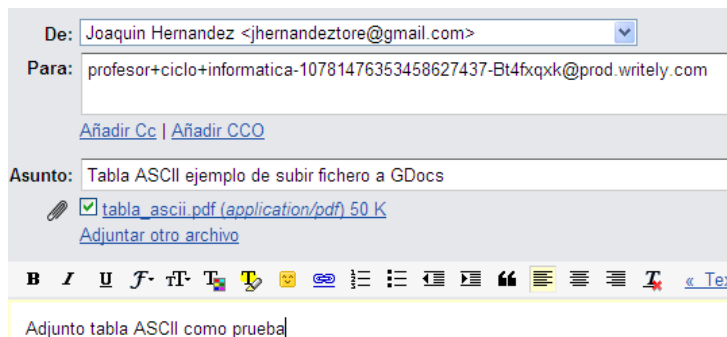 De: Joaquin Hernandez <jhernandeztore@gmail.com>
Para: profesor+ciclo+informatica-10781476353458627437-Bt4fxqxk@prod.writely.com
Añadir Cc | Añadir CCO
Asunto: Tabla ASCII ejemplo de subir fichero a GDocs
tabla_ascii.pdf (application/pdf) 50 K
Adjuntar otro archivo
B I U F T T T T « Tex
Adjunto tabla ASCII como prueba